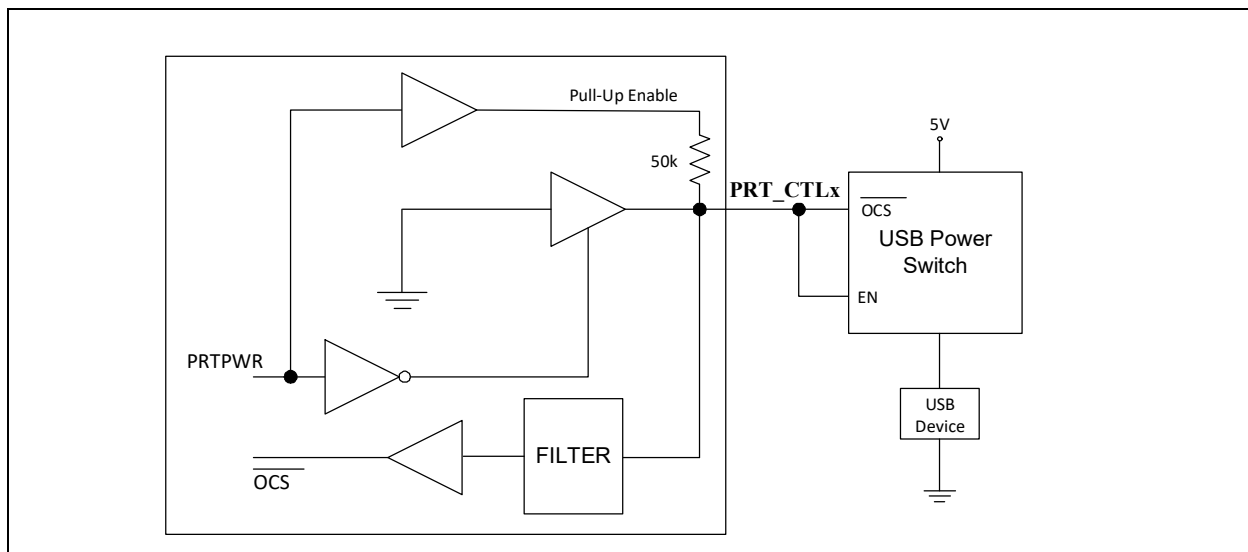 Pull-Up Enable
5V
50k
PRT_CTLx
OCS
USB Power
Switch
EN
PRTPWR
USB
Device
FILTER
OCS